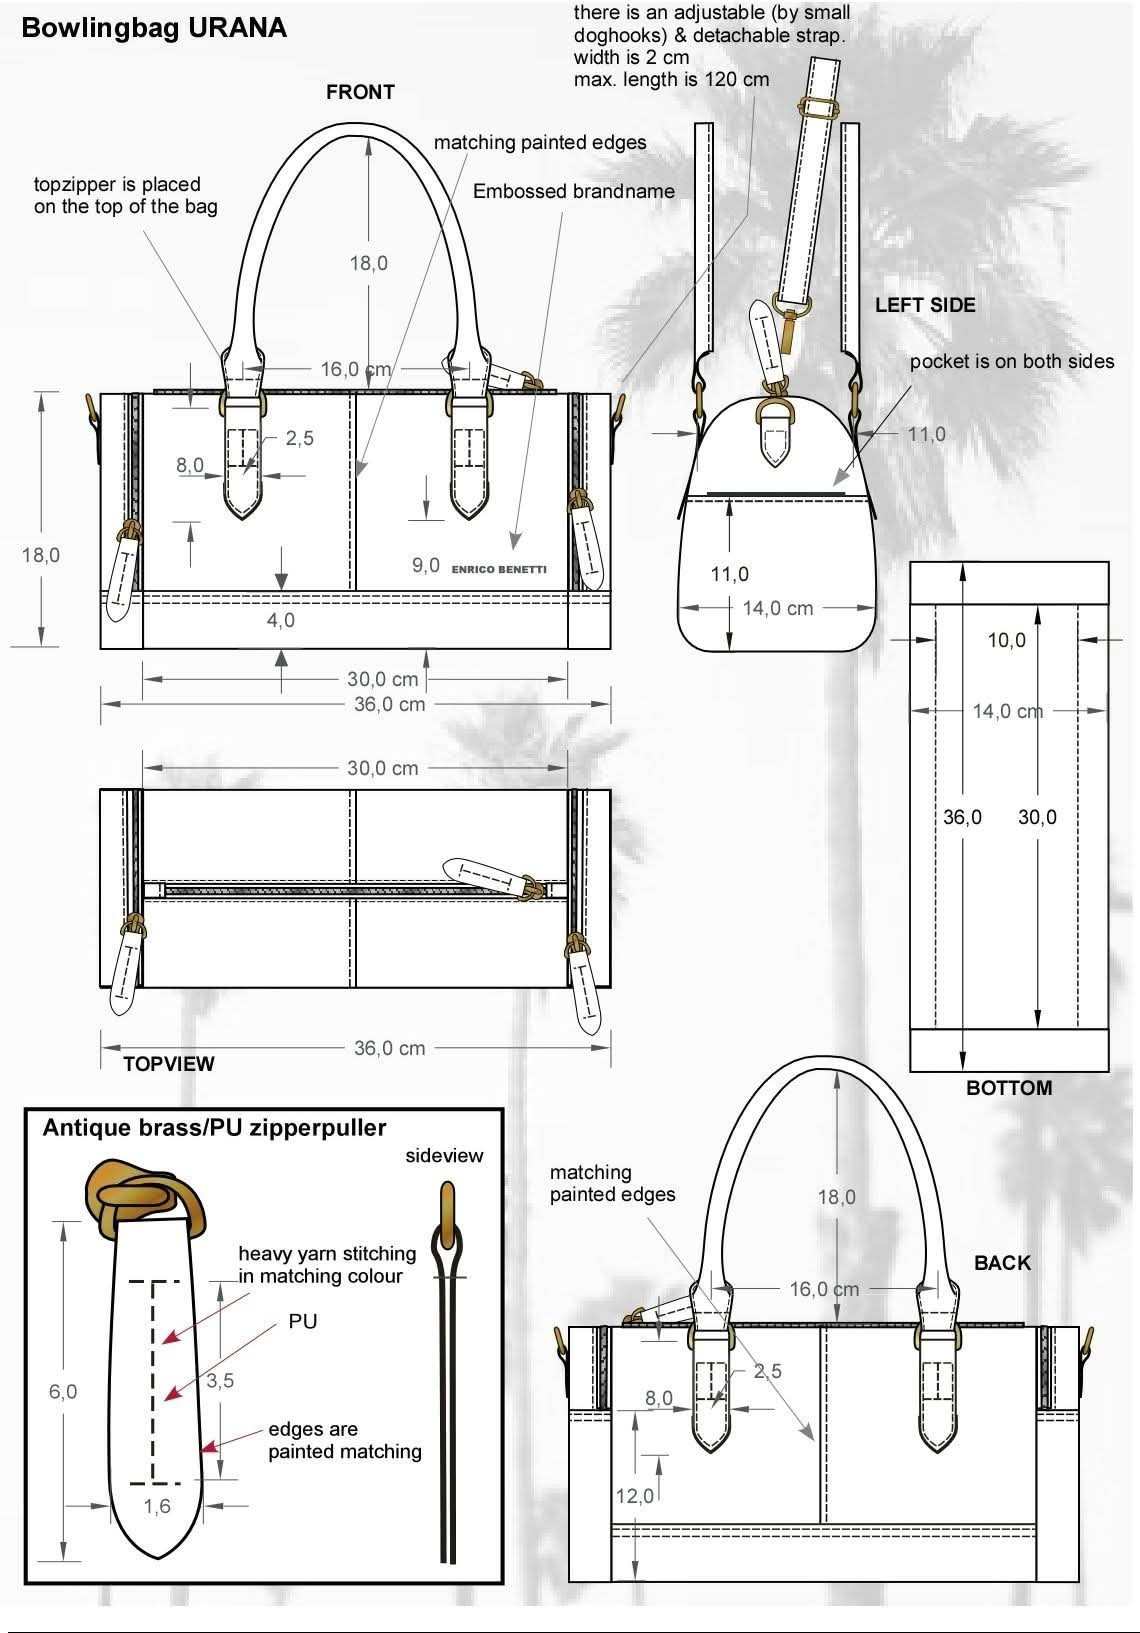 Bowlingbag URANA
there is an adjustable (by small
doghooks) & detachable strap.
width is 2 cm
max. length is 120 cm
FRONT
matching painted edges
topzipper is placed
on the top of the bag
Embossed brandname
18,0
LEFT SIDE
16,0 cm
pocket is on both sides
2,5
11,0
8,0
18,0
9,0
ENRICO BENETTI
11,0
14,0 cm
4,0
10,0
30,0 cm
36,0 cm
14,0 cm
30,0 cm
36,0
30,0
36,0 cm
TOPVIEW
BOTTOM
Antique brass/PU zipperpuller
sideview
matching
painted edges
18,0
heavy yarn stitching
in matching colour
BACK
16,0 cm
PU
3,5
6,0
2,5
8,0
edges are
painted matching
12,0
1,6